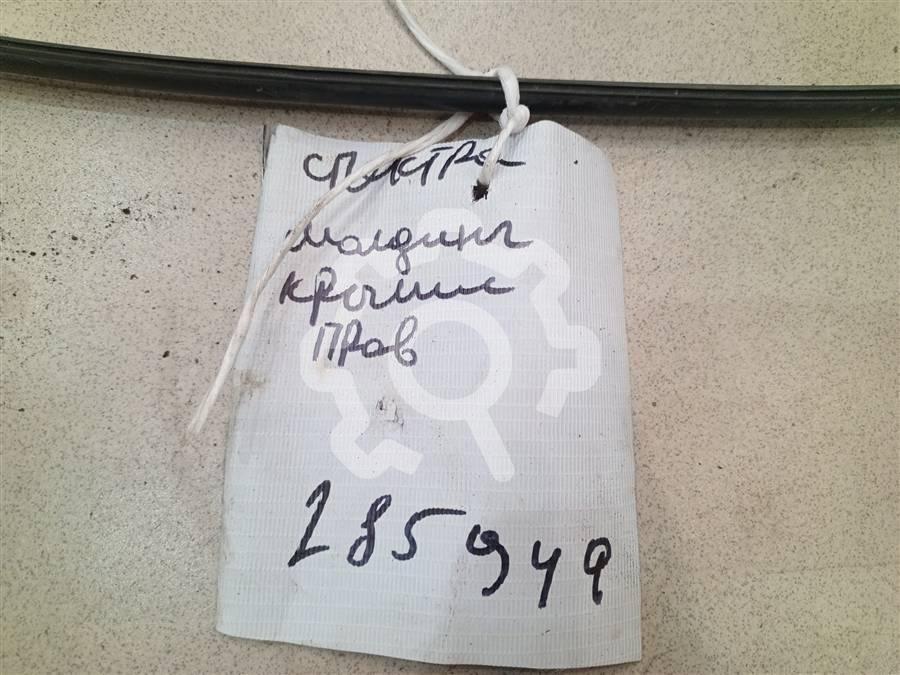 Спектра
молдинг
крыши
прав
285949